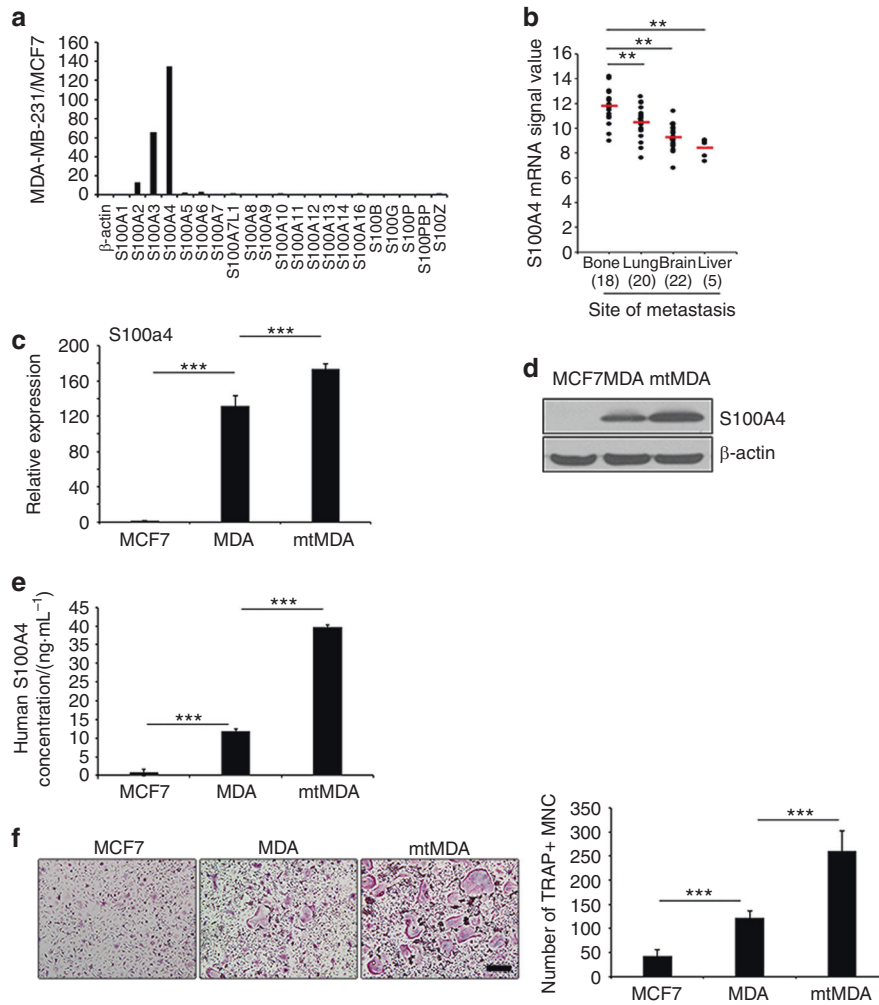 a
MDA-MB-231/MCF7
160
140
120
100
80
60
40
20
0
β-actin
S100A1
S100A2
S100A3
S100A4
S100A5
S100A6
S100A7
S100A7L1
S100A8
S100A9
S100A10
S100A11
S100A12
S100A13
S100A14
S100A16
S100B
S100G
S100P
S100PBP
S100Z
b
**
**
**
S100A4 mRNA signal value
16
14
12
10
8
6
4
2
0
Bone Lung Brain Liver
(18) (20) (22) (5)
Site of metastasis
c
S100a4
***
***
Relative expression
200
160
120
80
40
0
MCF7 MDA mtMDA
d
MCF7MDA mtMDA
S100A4
β-actin
e
***
***
Human S100A4
concentration/(ng·mL⁻¹)
45
40
35
30
25
20
15
10
5
0
MCF7 MDA mtMDA
f
MCF7 MDA mtMDA
***
***
Number of TRAP+ MNC
350
300
250
200
150
100
50
0
MCF7 MDA mtMDA